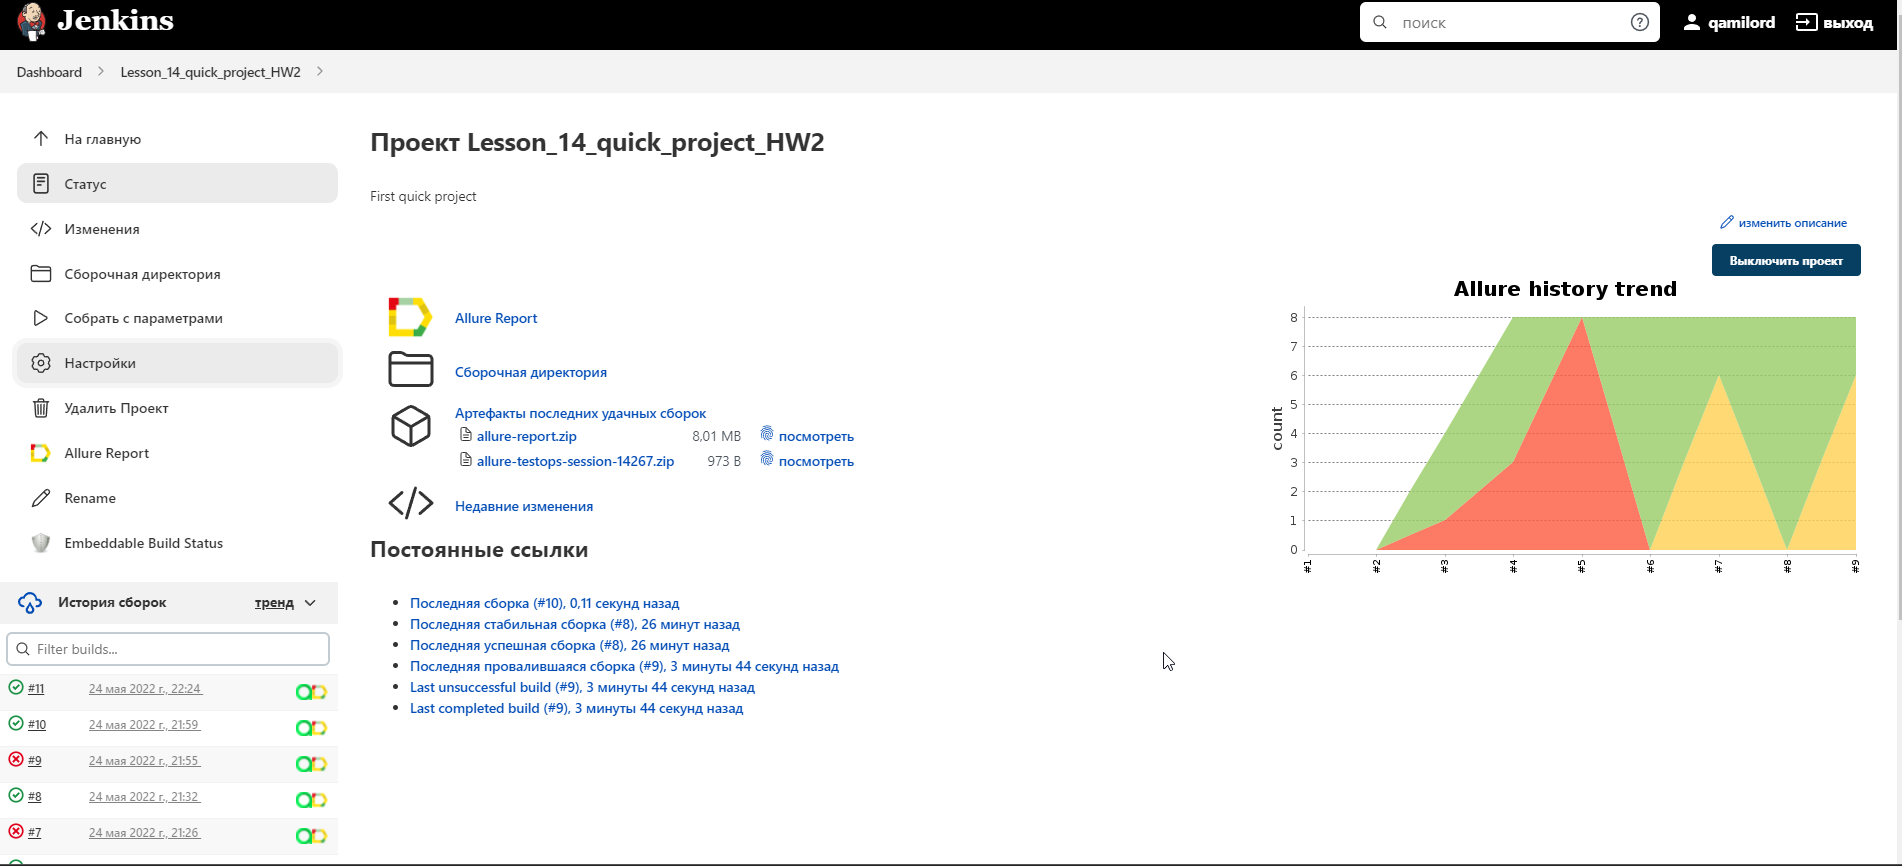 Jenkins
поиск
qamilord
выход
Dashboard
Lesson_14_quick_project_HW2
На главную
Статус
Изменения
Сборочная директория
Собрать с параметрами
Настройки
Удалить Проект
Allure Report
Rename
Embeddable Build Status
История сборок
тренд
Filter builds...
#11 24 мая 2022 г., 22:24
#10 24 мая 2022 г., 21:59
#9 24 мая 2022 г., 21:55
#8 24 мая 2022 г., 21:32
#7 24 мая 2022 г., 21:26
Проект Lesson_14_quick_project_HW2
First quick project
изменить описание
Выключить проект
Allure Report
Сборочная директория
Артефакты последних удачных сборок
allure-report.zip 8,01 MB посмотреть
allure-testops-session-14267.zip 973 B посмотреть
Недавние изменения
Постоянные ссылки
Последняя сборка (#10), 0,11 секунд назад
Последняя стабильная сборка (#8), 26 минут назад
Последняя успешная сборка (#8), 26 минут назад
Последняя провалившаяся сборка (#9), 3 минуты 44 секунд назад
Last unsuccessful build (#9), 3 минуты 44 секунд назад
Last completed build (#9), 3 минуты 44 секунд назад
Allure history trend
count
8
7
6
5
4
3
2
1
0
#1 #2 #3 #4 #5 #6 #7 #8 #9